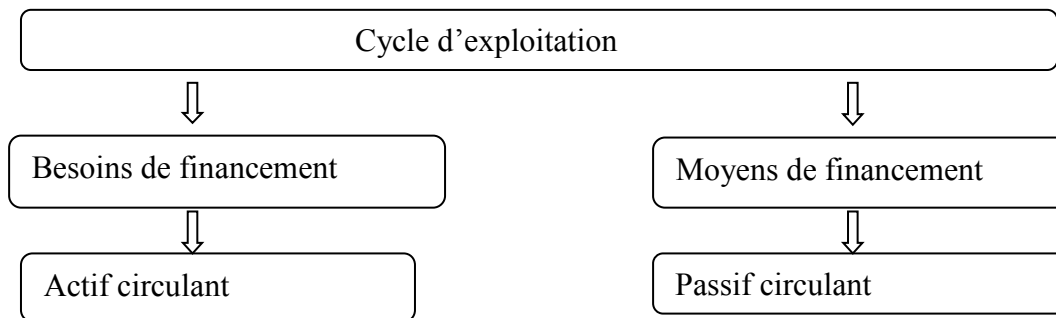 Cycle d’exploitation
Besoins de financement
Moyens de financement
Actif circulant
Passif circulant